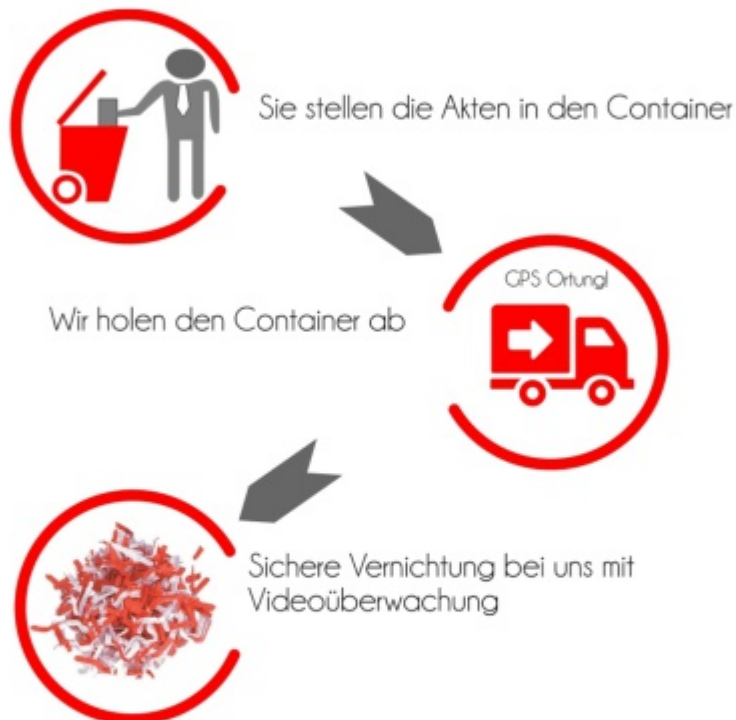 Sie stellen die Akten in den Container
GPS Ortung!
Wir holen den Container ab
Sichere Vernichtung bei uns mit
Videoüberwachung